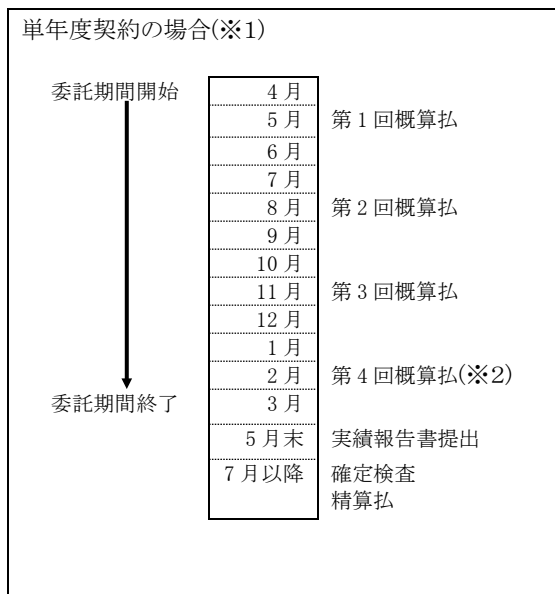 単年度契約の場合(※1)
委託期間開始 4月
5月 第1回概算払
6月
7月
8月 第2回概算払
9月
10月
11月 第3回概算払
12月
1月
2月 第4回概算払(※2)
委託期間終了 3月
5月末 実績報告書提出
7月以降 確定検査
精算払